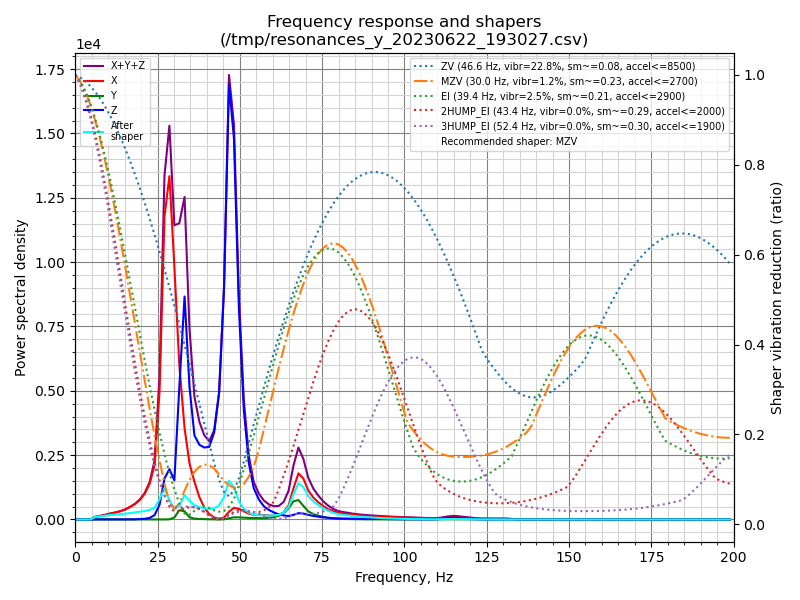 Frequency response and shapers
(/tmp/resonances_y_20230622_193027.csv)
1e4
X+Y+Z
X
Y
Z
After
shaper
ZV (46.6 Hz, vibr=22.8%, sm~=0.08, accel<=8500)
MZV (30.0 Hz, vibr=1.2%, sm~=0.23, accel<=2700)
EI (39.4 Hz, vibr=2.5%, sm~=0.21, accel<=2900)
2HUMP_EI (43.4 Hz, vibr=0.0%, sm~=0.29, accel<=2000)
3HUMP_EI (52.4 Hz, vibr=0.0%, sm~=0.30, accel<=1900)
Recommended shaper: MZV
Power spectral density
1.75
1.50
1.25
1.00
0.75
0.50
0.25
0.00
1.0
0.8
0.6
0.4
0.2
0.0
Shaper vibration reduction (ratio)
0 25 50 75 100 125 150 175 200
Frequency, Hz